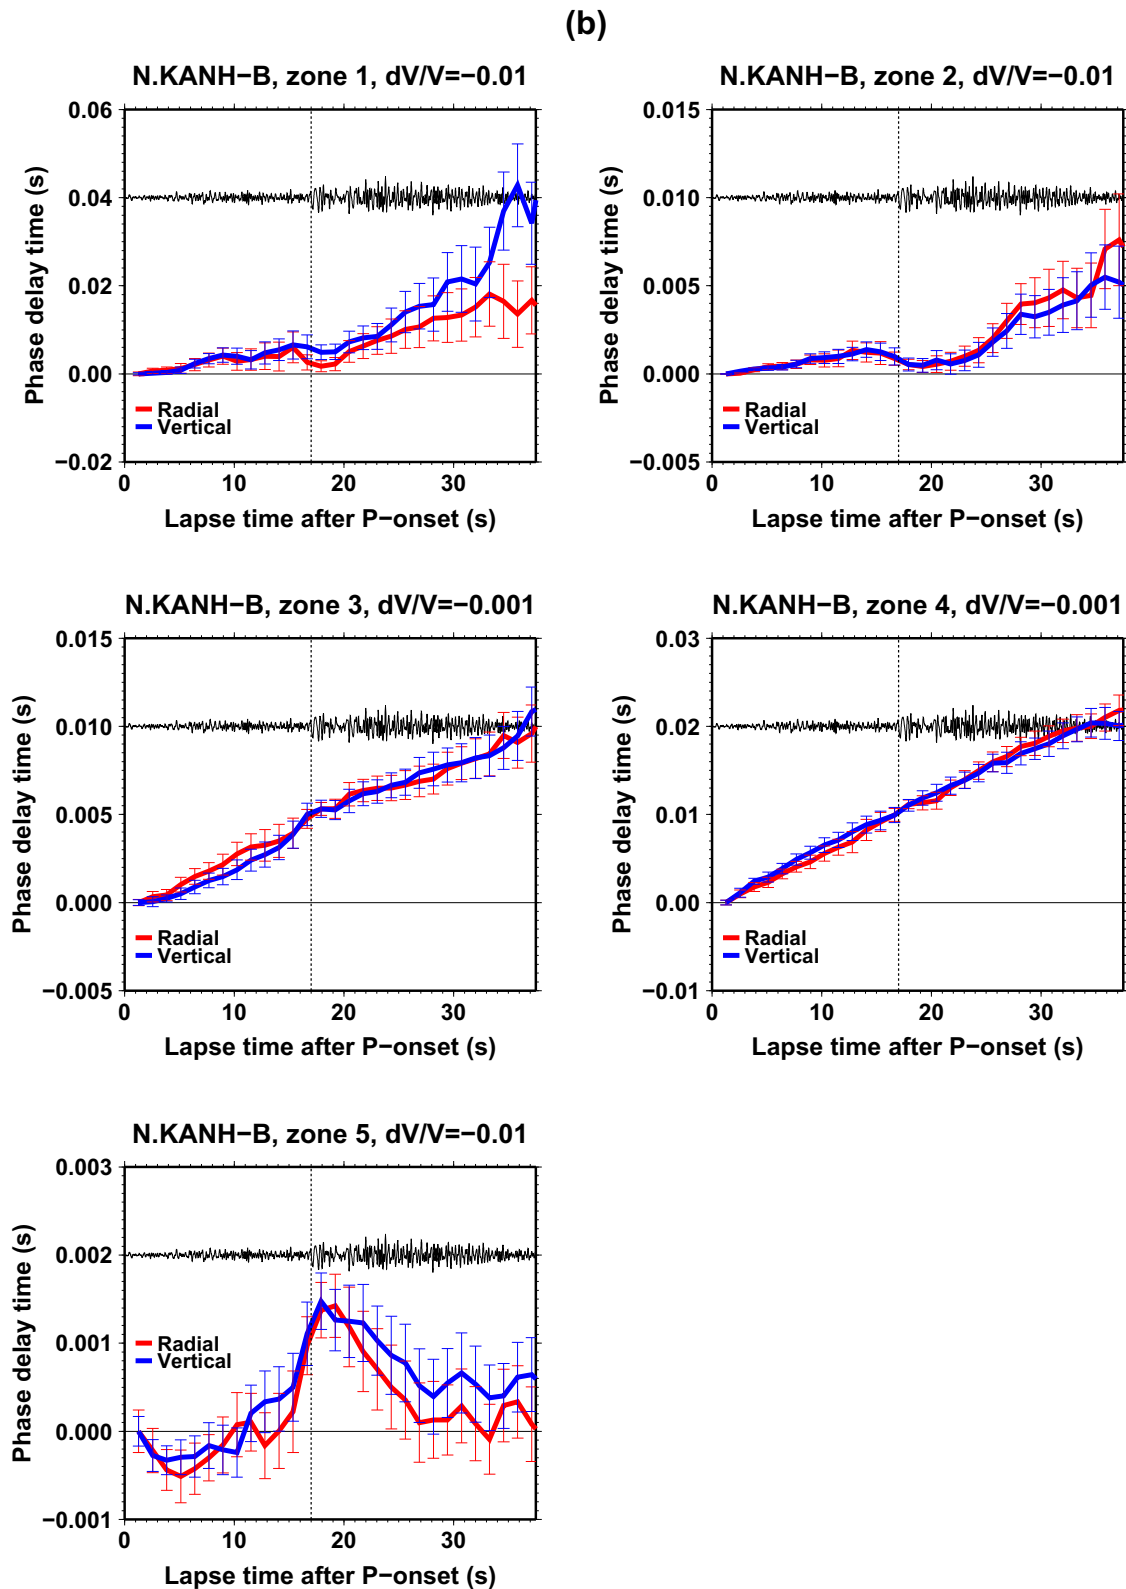 (b)
N.KANH−B, zone 1, dV/V=−0.01
Phase delay time (s)
0.06
0.04
0.02
0.00
−0.02
Radial
Vertical
0 10 20 30
Lapse time after P−onset (s)
N.KANH−B, zone 2, dV/V=−0.01
Phase delay time (s)
0.015
0.010
0.005
0.000
−0.005
Radial
Vertical
0 10 20 30
Lapse time after P−onset (s)
N.KANH−B, zone 3, dV/V=−0.001
Phase delay time (s)
0.015
0.010
0.005
0.000
−0.005
Radial
Vertical
0 10 20 30
Lapse time after P−onset (s)
N.KANH−B, zone 4, dV/V=−0.001
Phase delay time (s)
0.03
0.02
0.01
0.00
−0.01
Radial
Vertical
0 10 20 30
Lapse time after P−onset (s)
N.KANH−B, zone 5, dV/V=−0.01
Phase delay time (s)
0.003
0.002
0.001
0.000
−0.001
Radial
Vertical
0 10 20 30
Lapse time after P−onset (s)